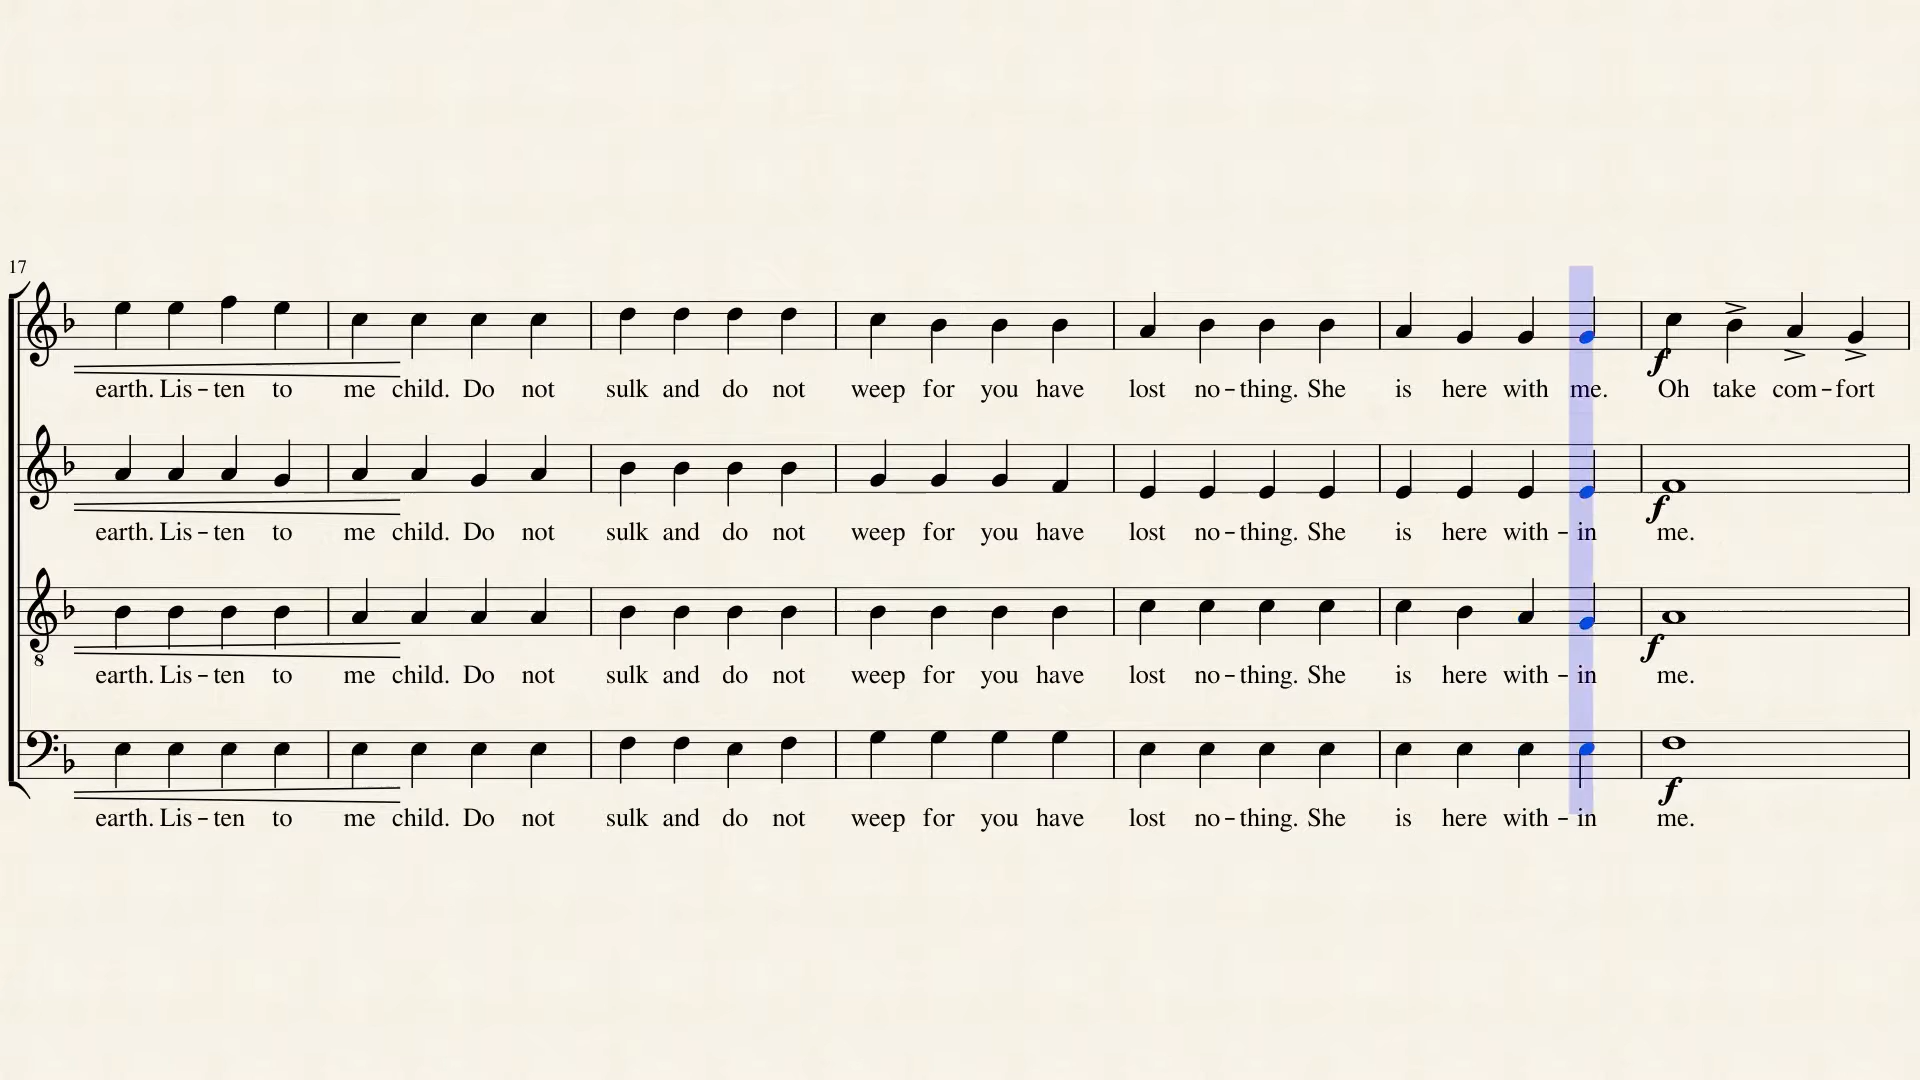 17
earth. Lis-ten to me child. Do not sulk and do not weep for you have lost no-thing. She is here with me. Oh take com-fort
earth. Lis-ten to me child. Do not sulk and do not weep for you have lost no-thing. She is here with-in me.
8
earth. Lis-ten to me child. Do not sulk and do not weep for you have lost no-thing. She is here with-in me.
earth. Lis-ten to me child. Do not sulk and do not weep for you have lost no-thing. She is here with-in me.